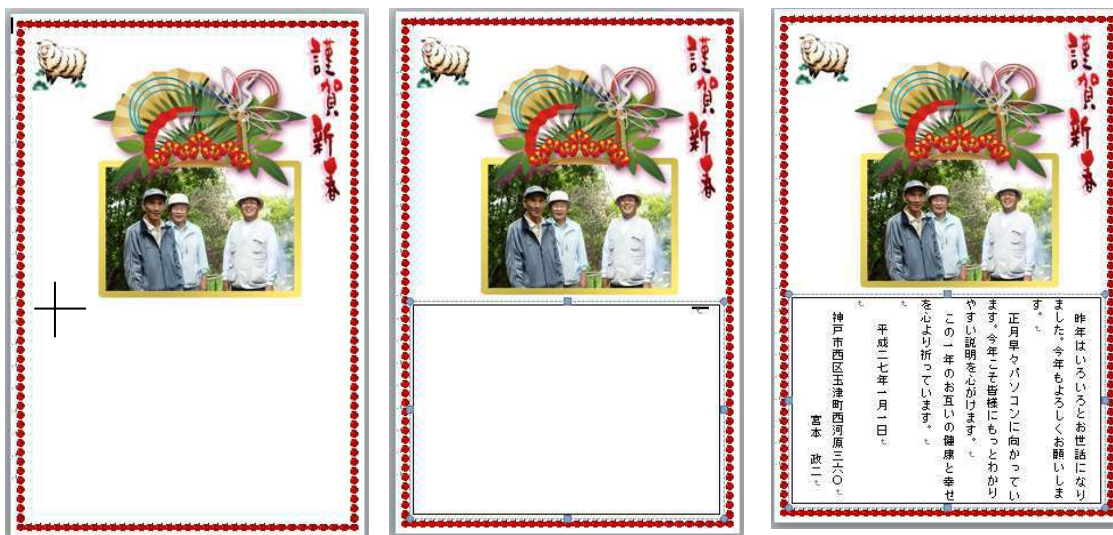 謹賀新春
謹賀新春
謹賀新春
昨年はいろいろとお世話になり
ました。今年もよろしくお願いしま
す。
正月早々パソコンに向かってい
ます。今年こそ皆様にもっとわかり
やすい説明を心がけます。
この一年のお互いの健康と幸せ
を心より祈っています。
平成二七年一月一日
神戸市西区玉津町西河原三六〇
宮本 政二